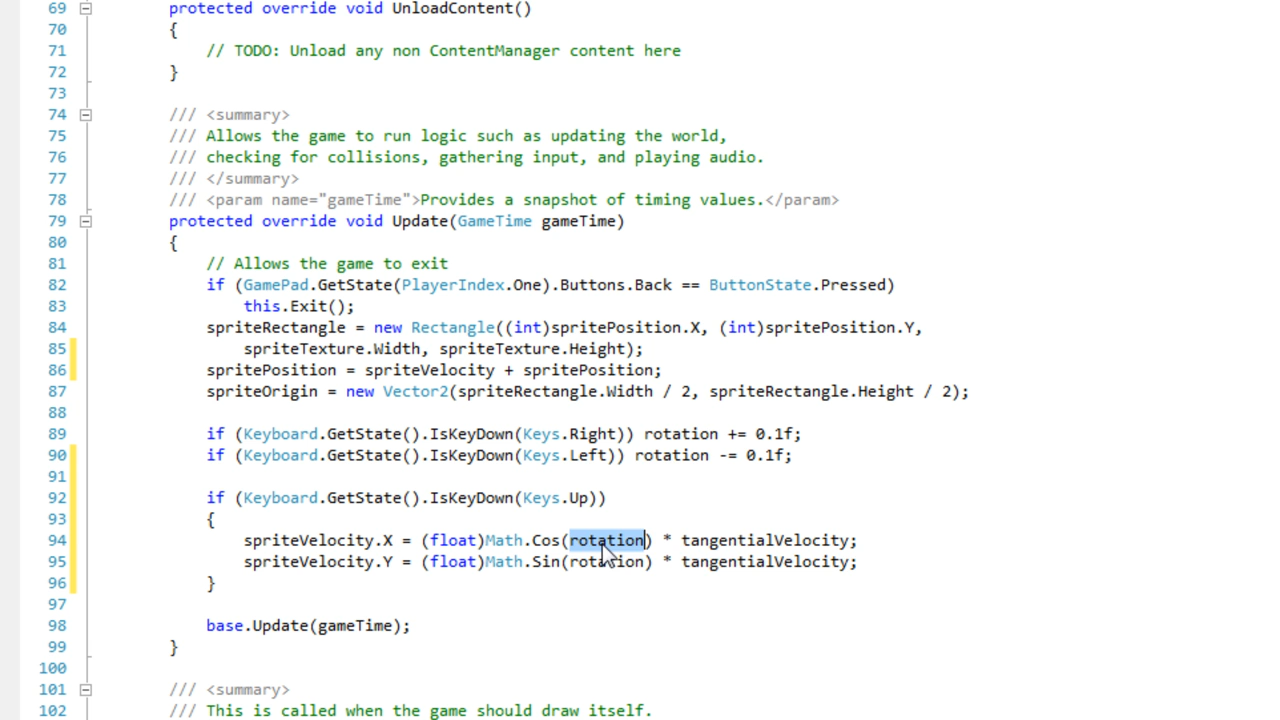 69 protected override void UnloadContent()
70 {
71 // TODO: Unload any non ContentManager content here
72 }
73
74 /// <summary>
75 /// Allows the game to run logic such as updating the world,
76 /// checking for collisions, gathering input, and playing audio.
77 /// </summary>
78 /// <param name="gameTime">Provides a snapshot of timing values.</param>
79 protected override void Update(GameTime gameTime)
80 {
81 // Allows the game to exit
82 if (GamePad.GetState(PlayerIndex.One).Buttons.Back == ButtonState.Pressed)
83 this.Exit();
84 spriteRectangle = new Rectangle((int)spritePosition.X, (int)spritePosition.Y,
85 spriteTexture.Width, spriteTexture.Height);
86 spritePosition = spriteVelocity + spritePosition;
87 spriteOrigin = new Vector2(spriteRectangle.Width / 2, spriteRectangle.Height / 2);
88
89 if (Keyboard.GetState().IsKeyDown(Keys.Right)) rotation += 0.1f;
90 if (Keyboard.GetState().IsKeyDown(Keys.Left)) rotation -= 0.1f;
91
92 if (Keyboard.GetState().IsKeyDown(Keys.Up))
93 {
94 spriteVelocity.X = (float)Math.Cos(rotation) * tangentialVelocity;
95 spriteVelocity.Y = (float)Math.Sin(rotation) * tangentialVelocity;
96 }
97
98 base.Update(gameTime);
99 }
100
101 /// <summary>
102 /// This is called when the game should draw itself.